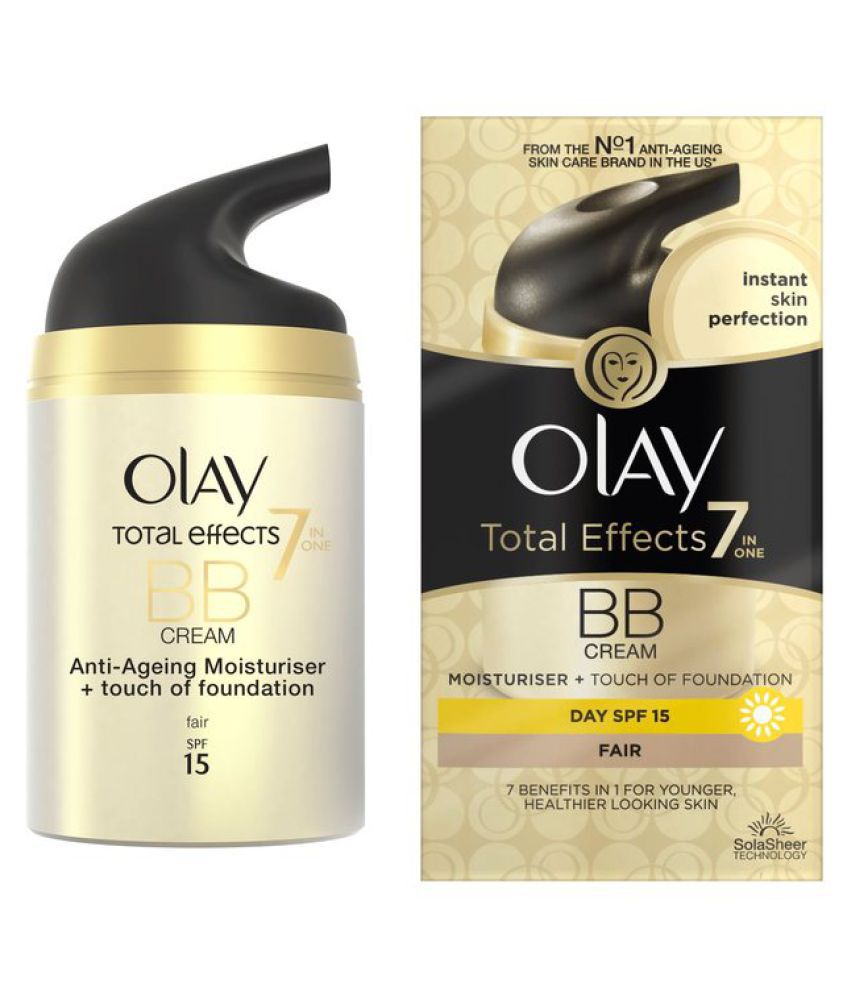 OLAY
TOTAL effects 7 IN ONE
BB
CREAM
Anti-Ageing Moisturiser
+ touch of foundation
fair
SPF
15
FROM THE Nº1 ANTI-AGEING
SKIN CARE BRAND IN THE US*
instant
skin
perfection
OLAY
Total Effects 7 IN ONE
BB
CREAM
MOISTURISER + TOUCH OF FOUNDATION
DAY SPF 15
FAIR
7 BENEFITS IN 1 FOR YOUNGER,
HEALTHIER LOOKING SKIN
SolaSheer
TECHNOLOGY